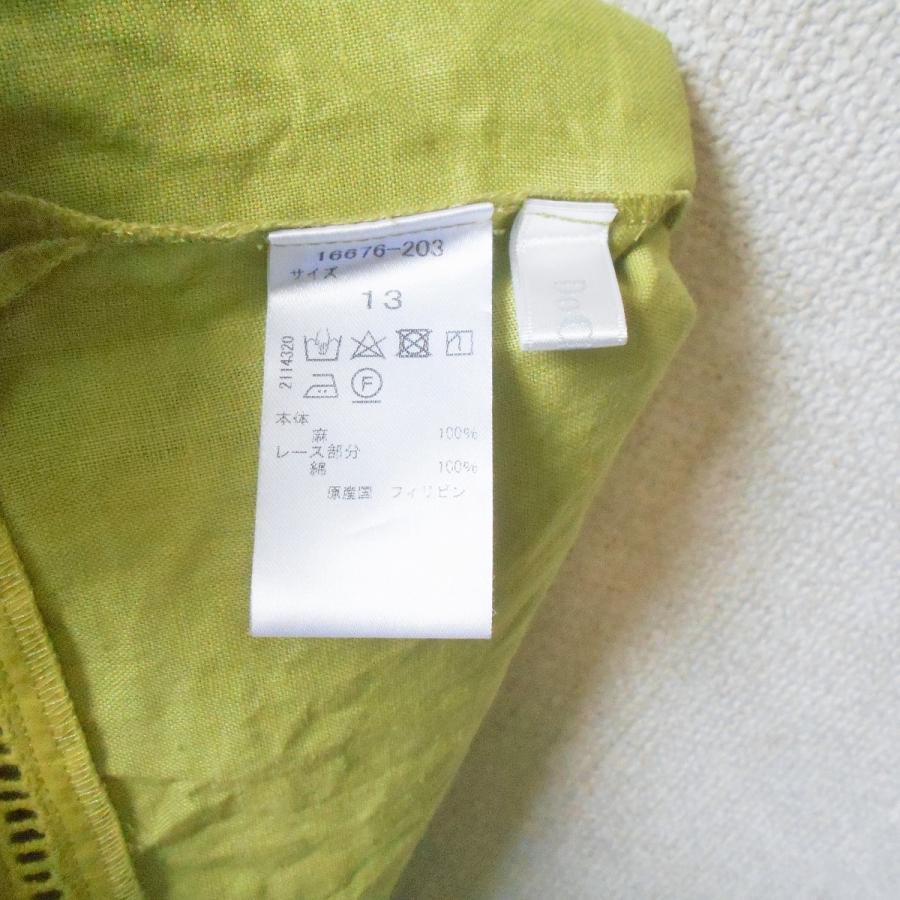 16676-203
サイズ
13
2114320
F
本体
麻 100%
レース部分
綿 100%
原産国 フィリピン